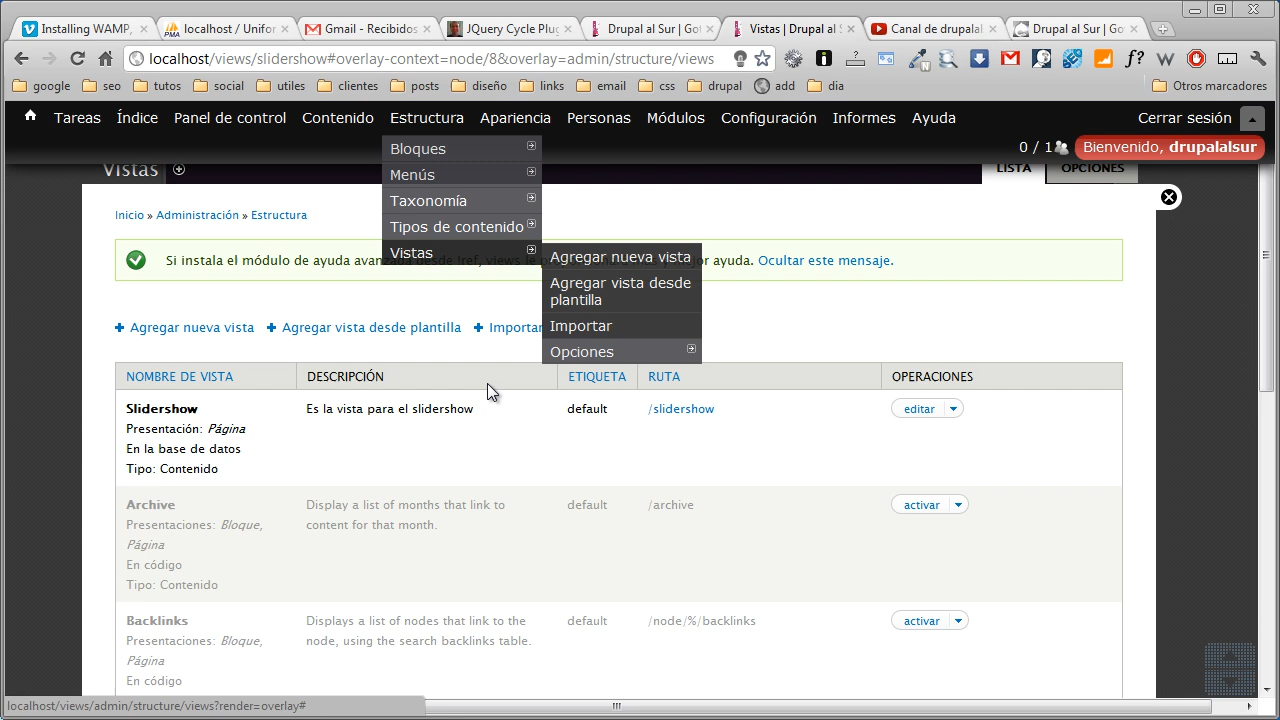 Installing WAMP,
localhost / Unifor
Gmail - Recibidos
JQuery Cycle Plug
Drupal al Sur | Go
Vistas | Drupal al S
Canal de drupal
Drupal al Sur | Go
localhost/views/slidershow#overlay-context=node/8&overlay=admin/structure/views
google seo tutos social utiles clientes posts diseño links email css drupal add dia Otros marcadores
Tareas Índice Panel de control Contenido Estructura Apariencia Personas Módulos Configuración Informes Ayuda Cerrar sesión
0 / 1 Bienvenido, drupalalsur
Bloques
Menús
Taxonomía
Tipos de contenido
Vistas
Agregar nueva vista
Agregar vista desde
plantilla
Importar
Opciones
Vistas
LISTA OPCIONES
Inicio » Administración » Estructura
Si instala el módulo de ayuda avanzada desde !ref, views le ayuda. Ocultar este mensaje.
Agregar nueva vista Agregar vista desde plantilla Importar
NOMBRE DE VISTA DESCRIPCIÓN ETIQUETA RUTA OPERACIONES
Slidershow Es la vista para el slidershow default /slidershow editar
Presentación: Página
En la base de datos
Tipo: Contenido
Archive Display a list of months that link to default /archive activar
Presentaciones: Bloque, content for that month.
Página
En código
Tipo: Contenido
Backlinks Displays a list of nodes that link to the default /node/%/backlinks activar
Presentaciones: Bloque, node, using the search backlinks table.
Página
En código
localhost/views/admin/structure/views?render=overlay#